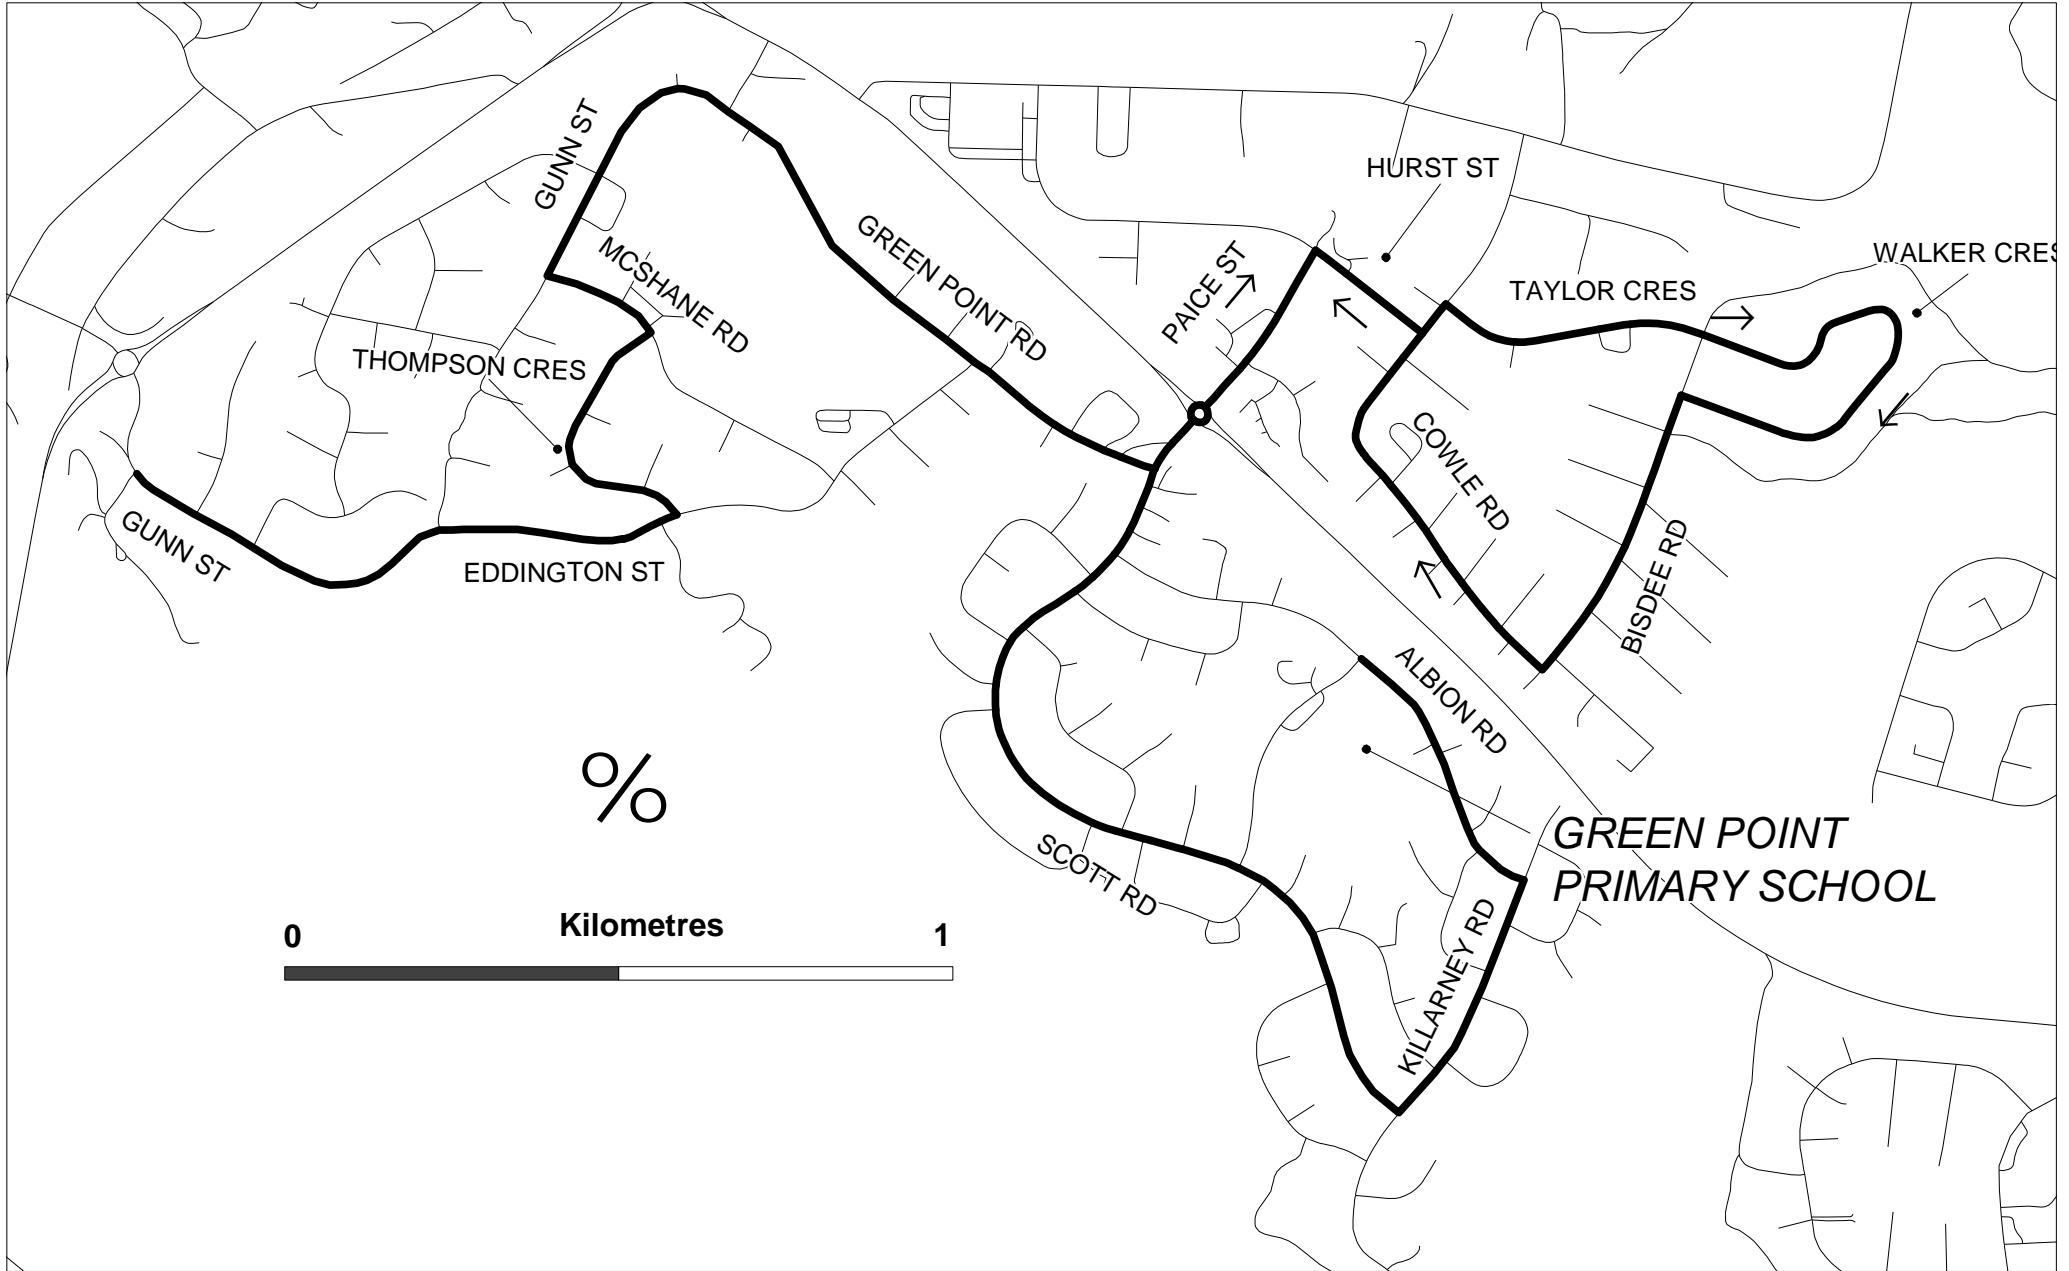 GUNN ST
HURST ST
MCSHANE RD
GREEN POINT RD
PAICE ST
WALKER CRES
TAYLOR CRES
THOMPSON CRES
COWLE RD
GUNN ST
EDDINGTON ST
BISDEE RD
ALBION RD
%
GREEN POINT
PRIMARY SCHOOL
SCOTT RD
KILLARNEY RD
0 Kilometres 1